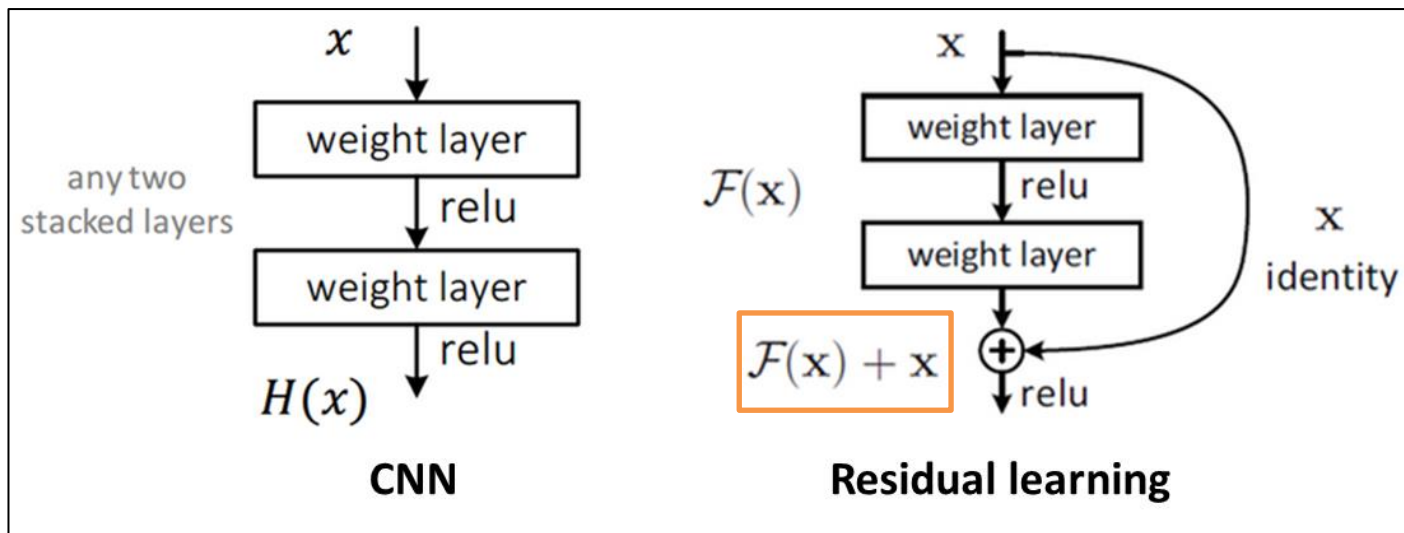 x
weight layer
any two
stacked layers
relu
weight layer
relu
H(x)
CNN
x
weight layer
F(x)
relu
weight layer
x
identity
F(x) + x
+
relu
Residual learning